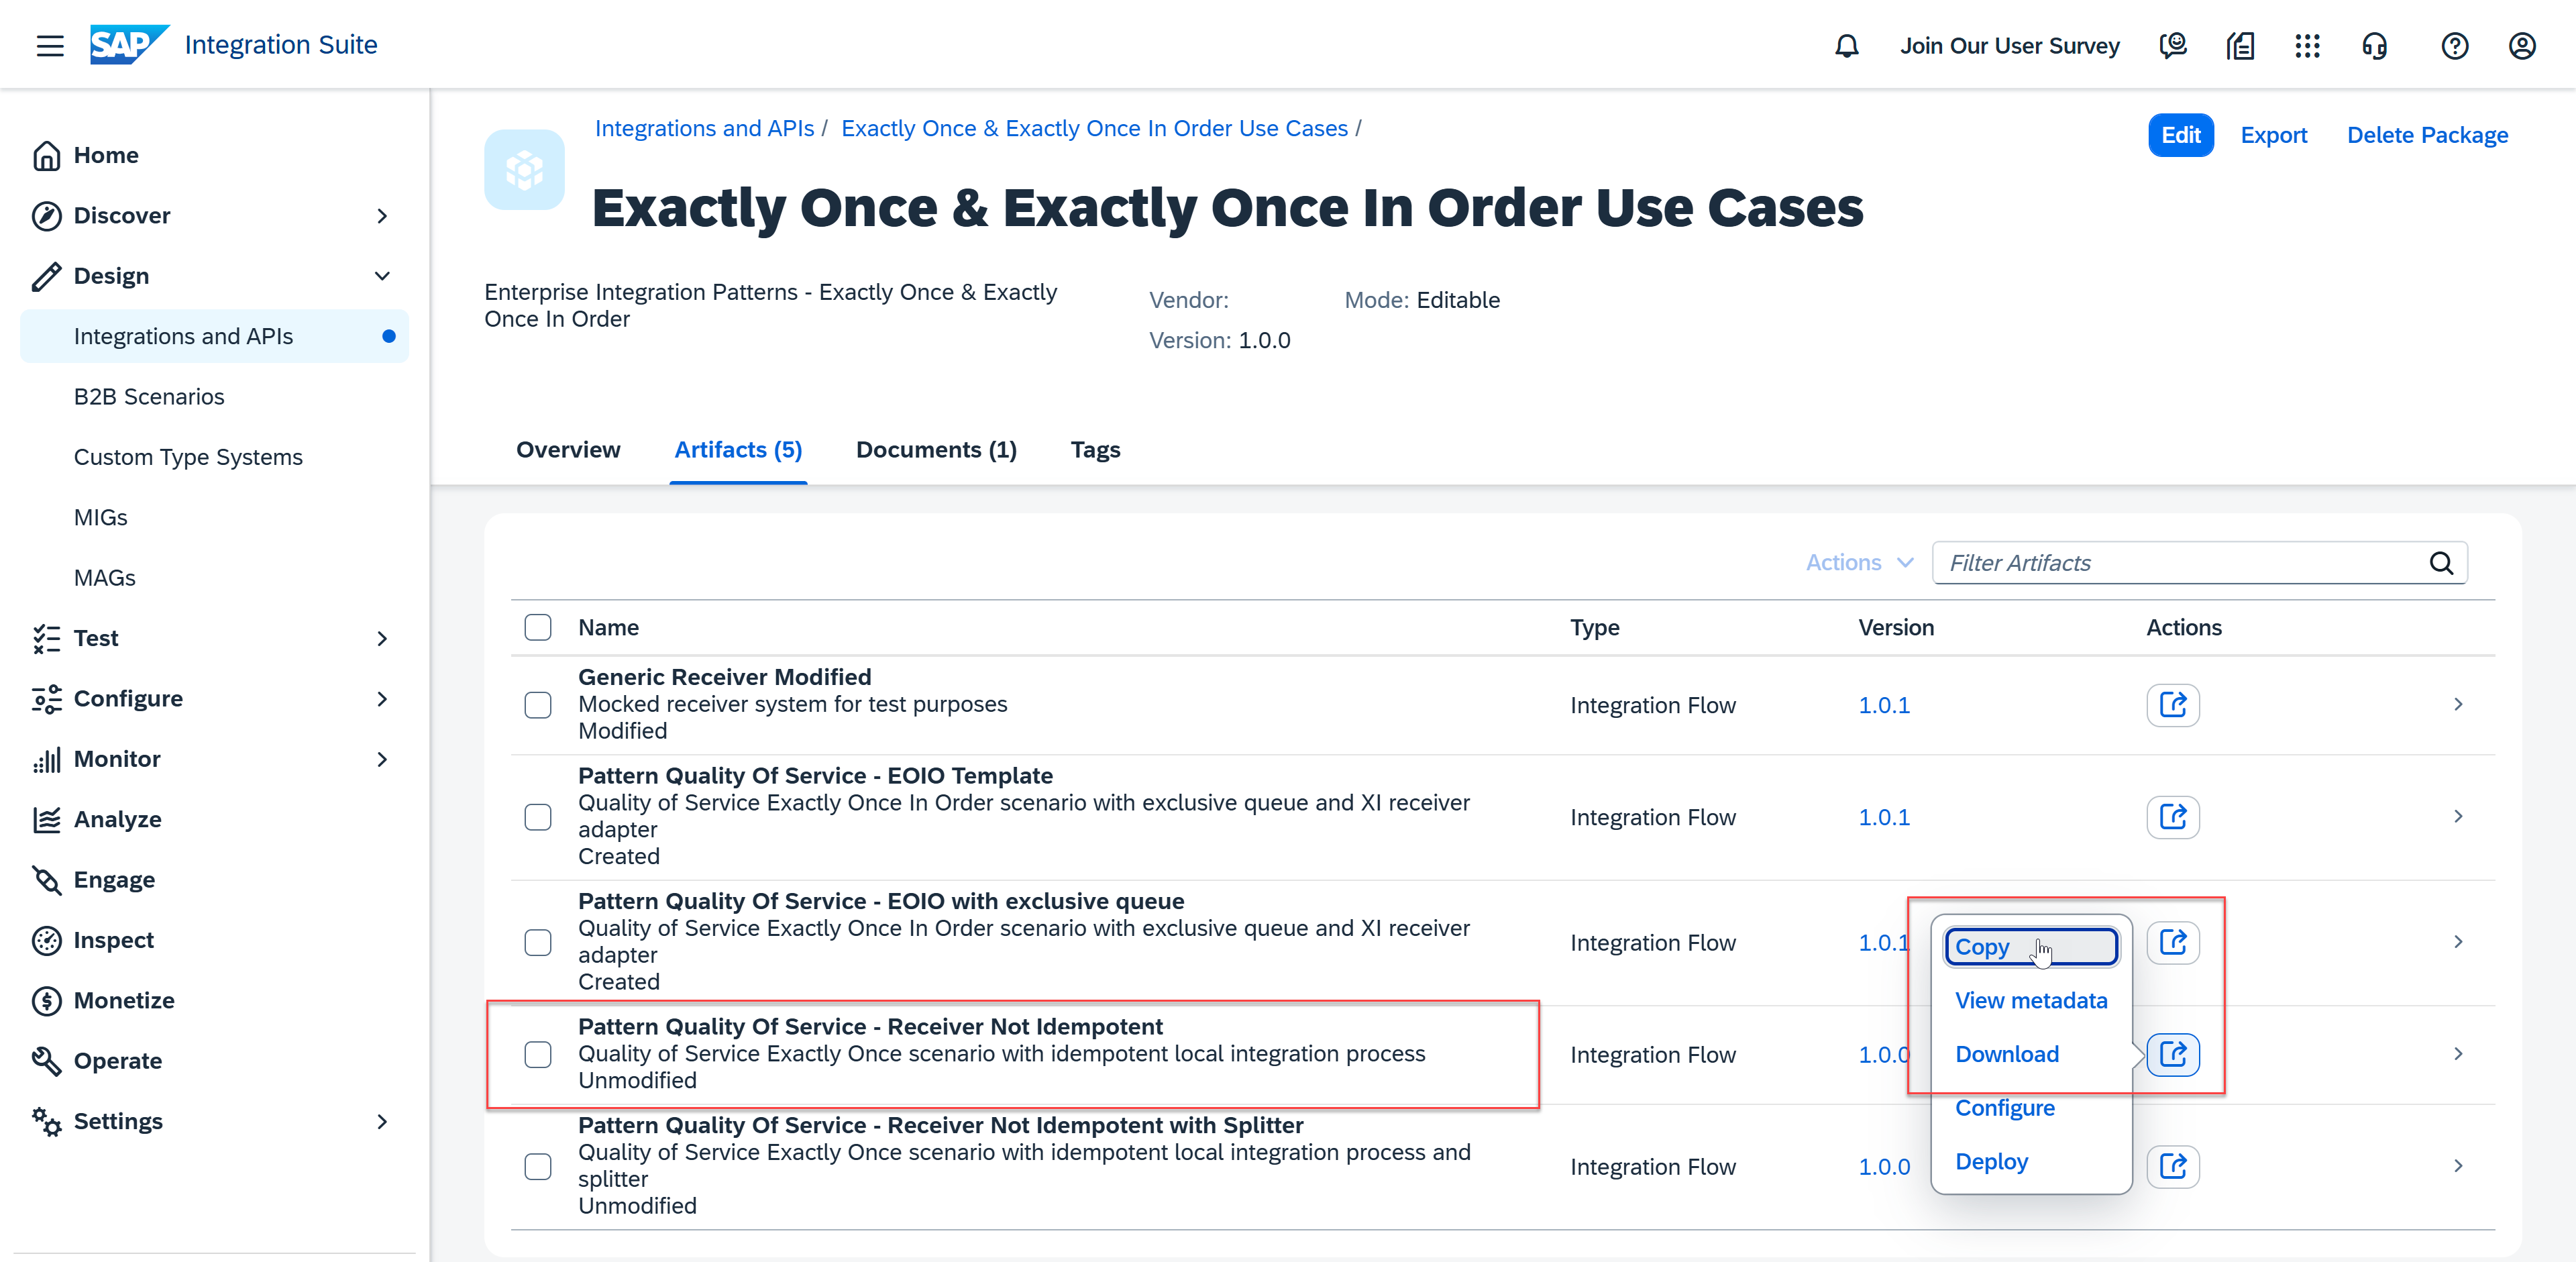 SAP Integration Suite
Join Our User Survey
Home
Discover
Design
Integrations and APIs
B2B Scenarios
Custom Type Systems
MIGs
MAGs
Test
Configure
Monitor
Analyze
Engage
Inspect
Monetize
Operate
Settings
Integrations and APIs / Exactly Once & Exactly Once In Order Use Cases /
Edit Export Delete Package
Exactly Once & Exactly Once In Order Use Cases
Enterprise Integration Patterns - Exactly Once & Exactly
Once In Order
Vendor:
Mode: Editable
Version: 1.0.0
Overview Artifacts (5) Documents (1) Tags
Actions Filter Artifacts
Name Type Version Actions
Generic Receiver Modified
Mocked receiver system for test purposes
Modified
Integration Flow 1.0.1
Pattern Quality Of Service - EOIO Template
Quality of Service Exactly Once In Order scenario with exclusive queue and XI receiver
adapter
Created
Integration Flow 1.0.1
Pattern Quality Of Service - EOIO with exclusive queue
Quality of Service Exactly Once In Order scenario with exclusive queue and XI receiver
adapter
Created
Integration Flow 1.0.1
Pattern Quality Of Service - Receiver Not Idempotent
Quality of Service Exactly Once scenario with idempotent local integration process
Unmodified
Integration Flow 1.0.0
Pattern Quality Of Service - Receiver Not Idempotent with Splitter
Quality of Service Exactly Once scenario with idempotent local integration process and
splitter
Unmodified
Integration Flow 1.0.0
Copy
View metadata
Download
Configure
Deploy